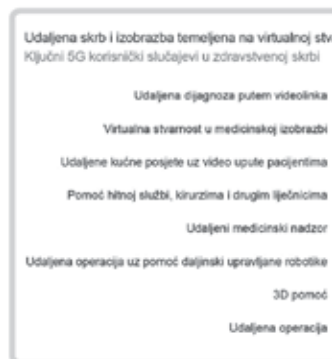 Udaljena skrb i izobrazba temeljena na virtualnoj
Ključni 5G korisnički slučajevi u zdravstvenoj skrbi
Udaljena dijagnoza putem videolinka
Virtualna stvarnost u medicinskoj izobrazbi
Udaljene kućne posjete uz video upute pacijentima
Pomoć hitnoj službi, kirurzima i drugim liječnicima
Udaljeni medicinski nadzor
Udaljena operacija uz pomoć daljinski upravljane robotike
3D pomoć
Udaljena operacija